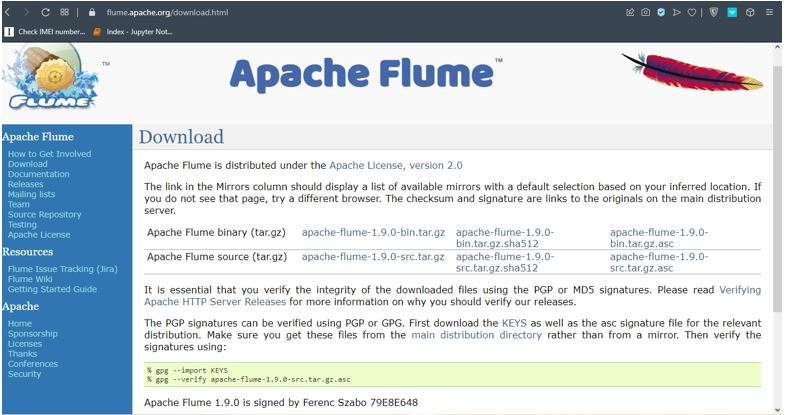 flume.apache.org/download.html
Check IMEI number...
Index - Jupyter Not...
FLUME
TM
Apache Flume™
Apache Flume
How to Get Involved
Download
Documentation
Releases
Mailing lists
Team
Source Repository
Testing
Apache License
Resources
Flume Issue Tracking (Jira)
Flume Wiki
Getting Started Guide
Apache
Home
Sponsorship
Licenses
Thanks
Conferences
Security
Download
Apache Flume is distributed under the Apache License, version 2.0
The link in the Mirrors column should display a list of available mirrors with a default selection based on your inferred location. If
you do not see that page, try a different browser. The checksum and signature are links to the originals on the main distribution
server.
Apache Flume binary (tar.gz) apache-flume-1.9.0-bin.tar.gz apache-flume-1.9.0- apache-flume-1.9.0-
bin.tar.gz.sha512 bin.tar.gz.asc
Apache Flume source (tar.gz) apache-flume-1.9.0-src.tar.gz apache-flume-1.9.0- apache-flume-1.9.0-
src.tar.gz.sha512 src.tar.gz.asc
It is essential that you verify the integrity of the downloaded files using the PGP or MD5 signatures. Please read Verifying
Apache HTTP Server Releases for more information on why you should verify our releases.
The PGP signatures can be verified using PGP or GPG. First download the KEYS as well as the asc signature file for the relevant
distribution. Make sure you get these files from the main distribution directory rather than from a mirror. Then verify the
signatures using:
% gpg --import KEYS
% gpg --verify apache-flume-1.9.0-src.tar.gz.asc
Apache Flume 1.9.0 is signed by Ferenc Szabo 79E8E648